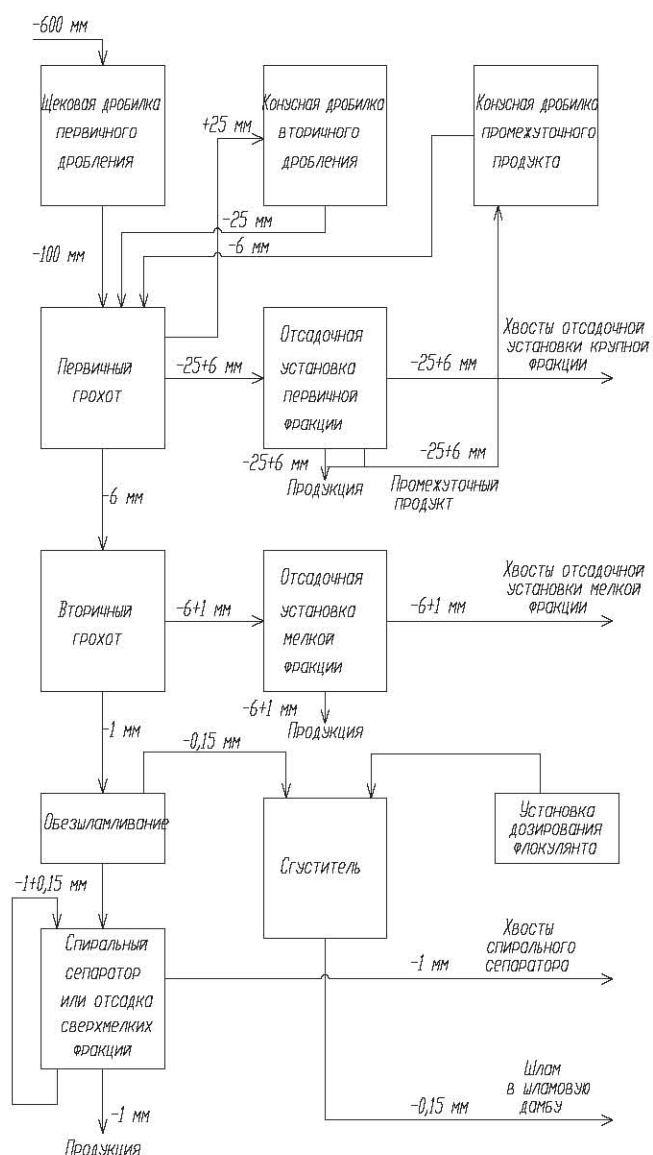 -600 мм
Щековая дробилка
первичного
дробления
+25 мм
Конусная дробилка
вторичного
дробления
Конусная дробилка
промежуточного
продукта
-25 мм
-100 мм
-6 мм
Первичный
грохот
-25+6 мм
Отсадочная
установка
первичной
фракции
-25+6 мм
Хвосты отсадочной
установки крупной
фракции
-25+6 мм
Продукция
-25+6 мм
Промежуточный
продукт
-6 мм
Вторичный
грохот
-6+1 мм
Отсадочная
установка
мелкой
фракции
-6+1 мм
Хвосты отсадочной
установки мелкой
фракции
-6+1 мм
Продукция
-1 мм
-0,15 мм
Обезшламливание
Сгуститель
Установка
дозирования
флокулянта
-1+0,15 мм
Спиральный
сепаратор
или отсадка
сверхмелких
фракций
-1 мм
Хвосты
спирального
сепаратора
-1 мм
Продукция
-0,15 мм
Шлам
в шламовую
дамбу